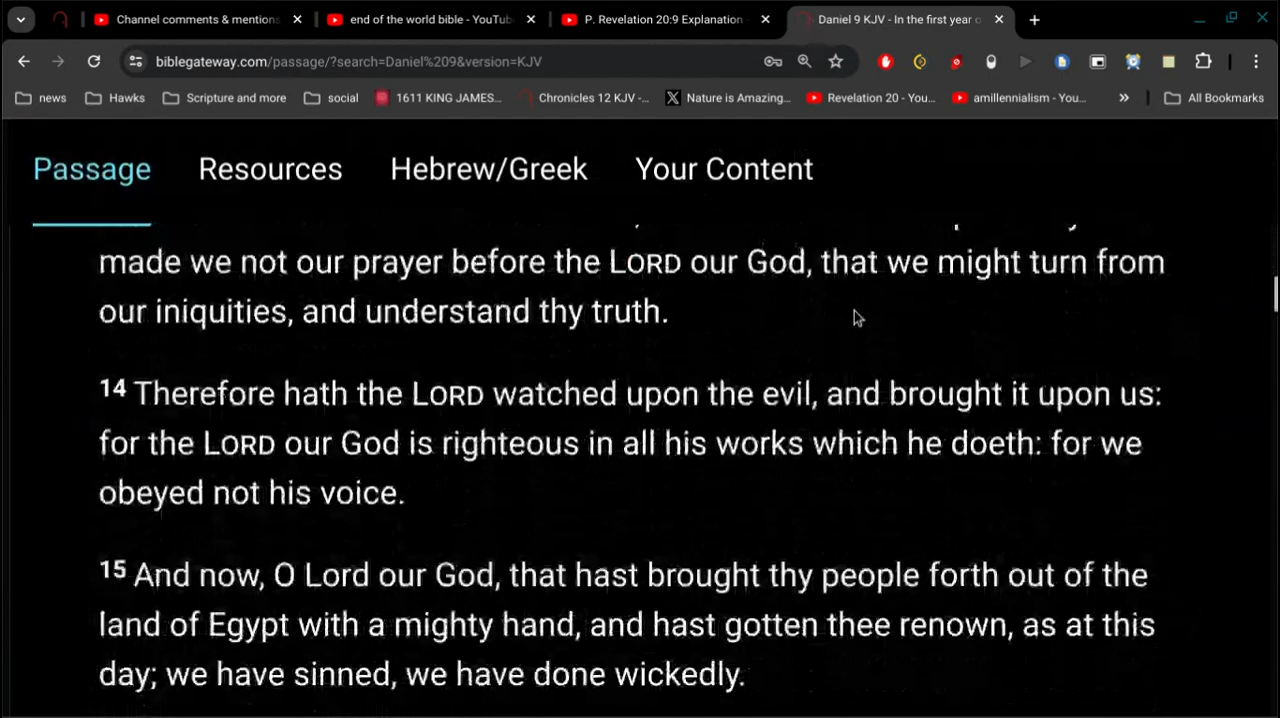 Channel comments & mentions
end of the world bible - YouTub
P. Revelation 20:9 Explanation
Daniel 9 KJV - In the first year o
biblegateway.com/passage/?search=Daniel%209&version=KJV
news
Hawks
Scripture and more
social
1611 KING JAMES...
Chronicles 12 KJV -...
Nature is Amazing...
Revelation 20 - You...
amillennialism - You...
All Bookmarks
Passage
Resources
Hebrew/Greek
Your Content
made we not our prayer before the LORD our God, that we might turn from
our iniquities, and understand thy truth.
14 Therefore hath the LORD watched upon the evil, and brought it upon us:
for the LORD our God is righteous in all his works which he doeth: for we
obeyed not his voice.
15 And now, O Lord our God, that hast brought thy people forth out of the
land of Egypt with a mighty hand, and hast gotten thee renown, as at this
day; we have sinned, we have done wickedly.